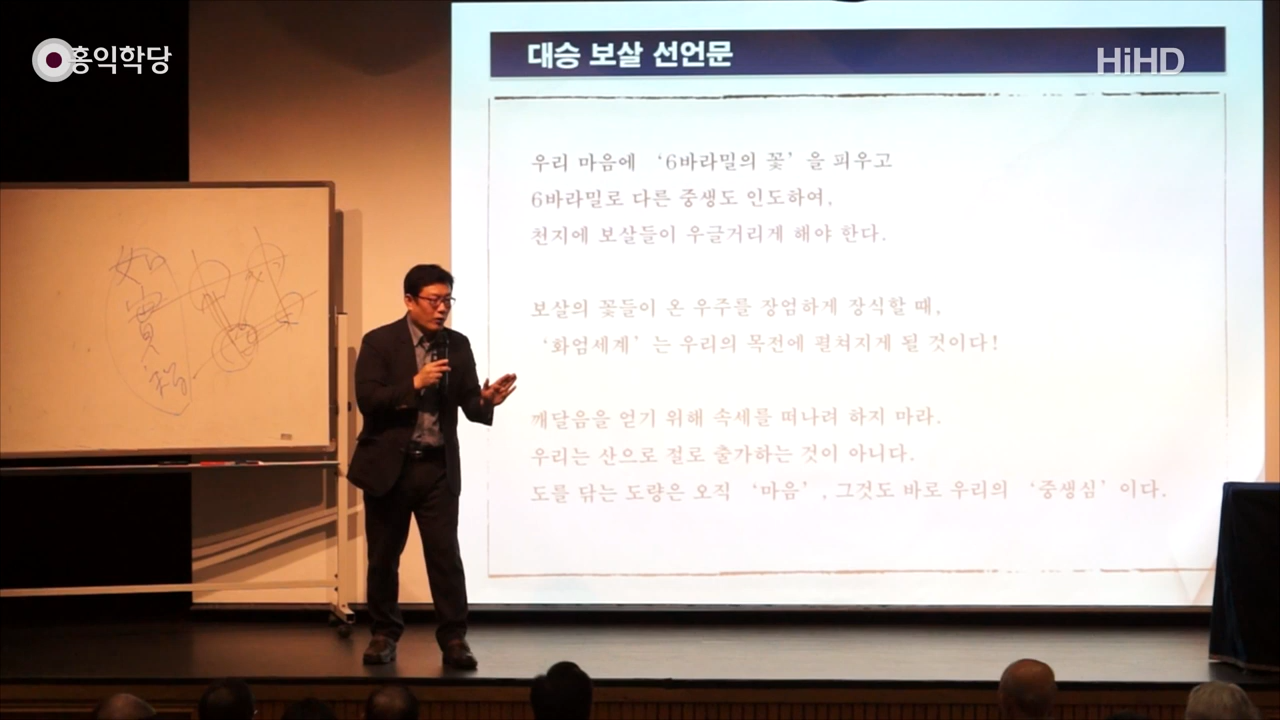 홍익학당
HiHD
대승 보살 선언문
우리 마음에 ‘6바라밀의 꽃’을 피우고
6바라밀로 다른 중생도 인도하여,
천지에 보살들이 우글거리게 해야 한다.
보살의 꽃들이 온 우주를 장엄하게 장식할 때,
‘화엄세계’는 우리의 목전에 펼쳐지게 될 것이다!
깨달음을 얻기 위해 속세를 떠나려 하지 마라.
우리는 산으로 절로 출가하는 것이 아니다.
도를 닦는 도량은 오직 ‘마음’, 그것도 바로 우리의 ‘중생심’이다.
如
實